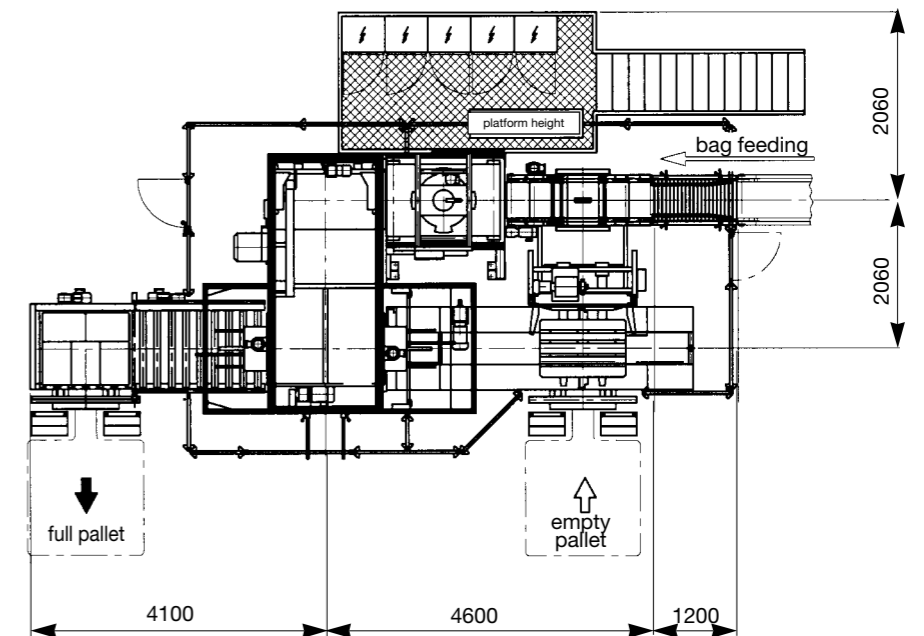 platform height
bag feeding
2060
2060
full pallet
empty
pallet
4100
4600
1200